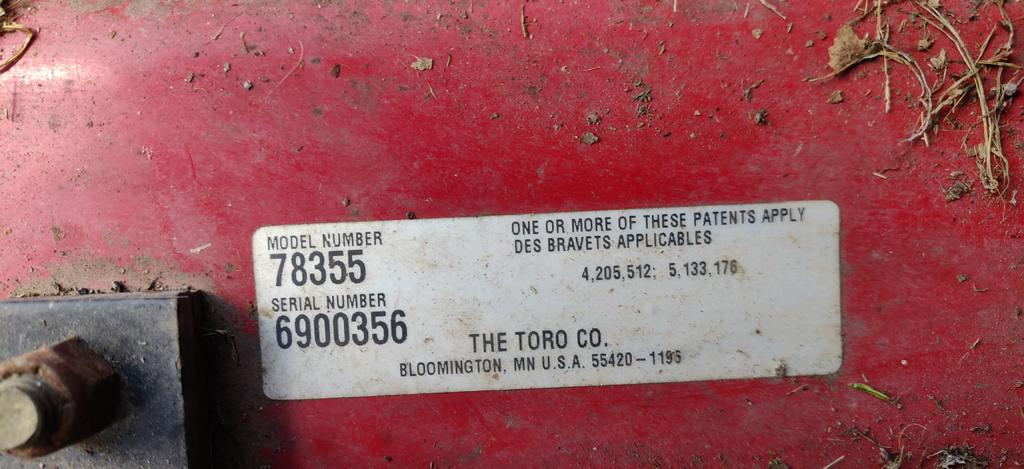 MODEL NUMBER
78355
SERIAL NUMBER
6900356
ONE OR MORE OF THESE PATENTS APPLY
DES BRAVETS APPLICABLES
4,205,512; 5,133,176
THE TORO CO.
BLOOMINGTON, MN U.S.A. 55420-1196